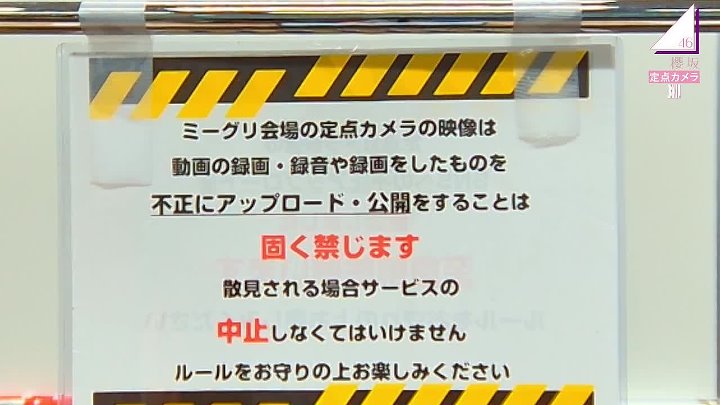 46
櫻坂
定点カメラ
ミーグリ会場の定点カメラの映像は
動画の録画・録音や録画をしたものを
不正にアップロード・公開をすることは
固く禁じます
散見される場合サービスの
中止しなくてはいけません
ルールをお守りの上お楽しみください